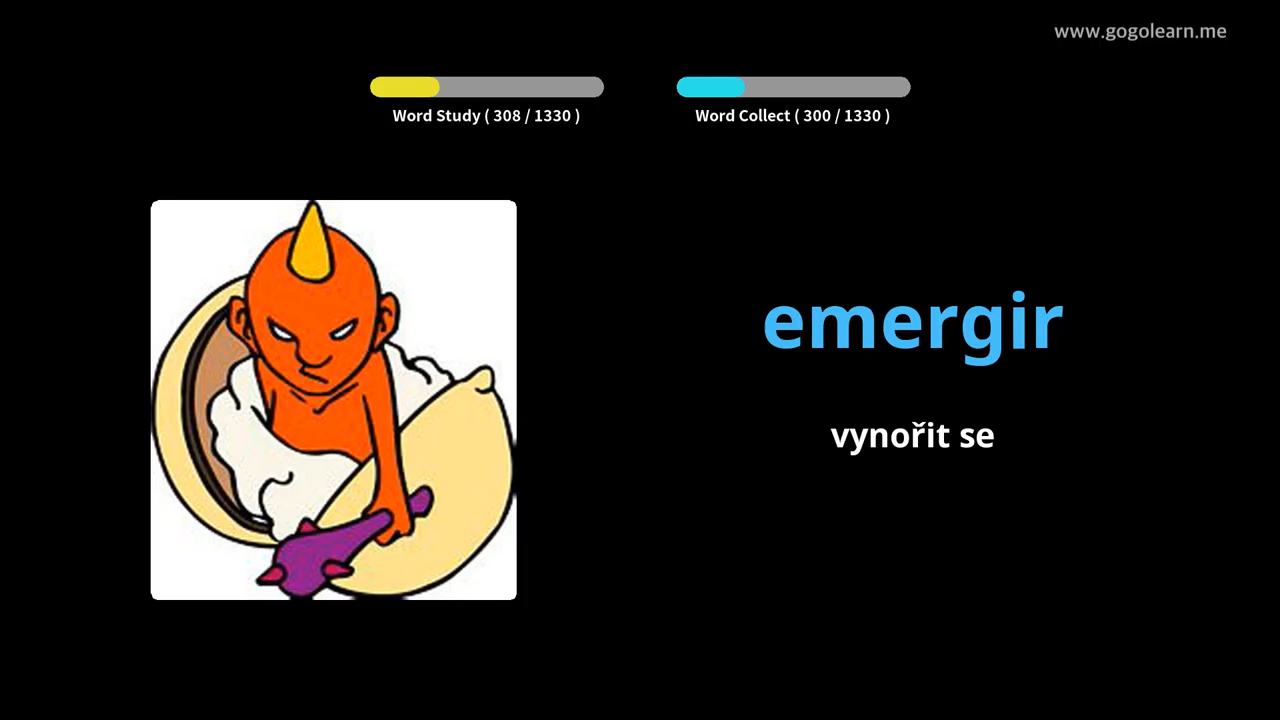 www.gogolearn.me
Word Study ( 308 / 1330 )
Word Collect ( 300 / 1330 )
emergir
vynořit se